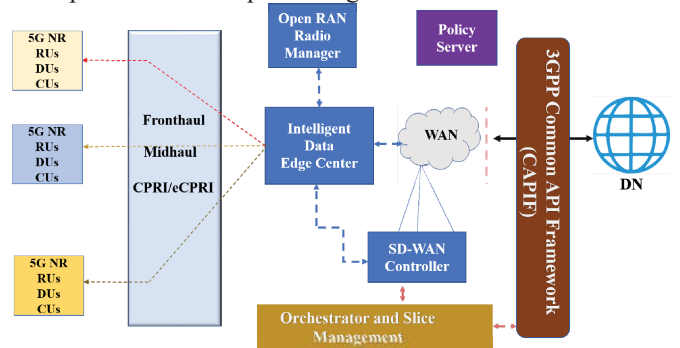 5G NR
RUs
DUs
CUs
5G NR
RUs
DUs
CUs
5G NR
RUs
DUs
CUs
Fronthaul
Midhaul
CPRI/eCPRI
Open RAN
Radio
Manager
Intelligent
Data
Edge Center
Policy
Server
WAN
SD-WAN
Controller
Orchestrator and Slice
Management
3GPP Common API Framework
(CAPIF)
DN